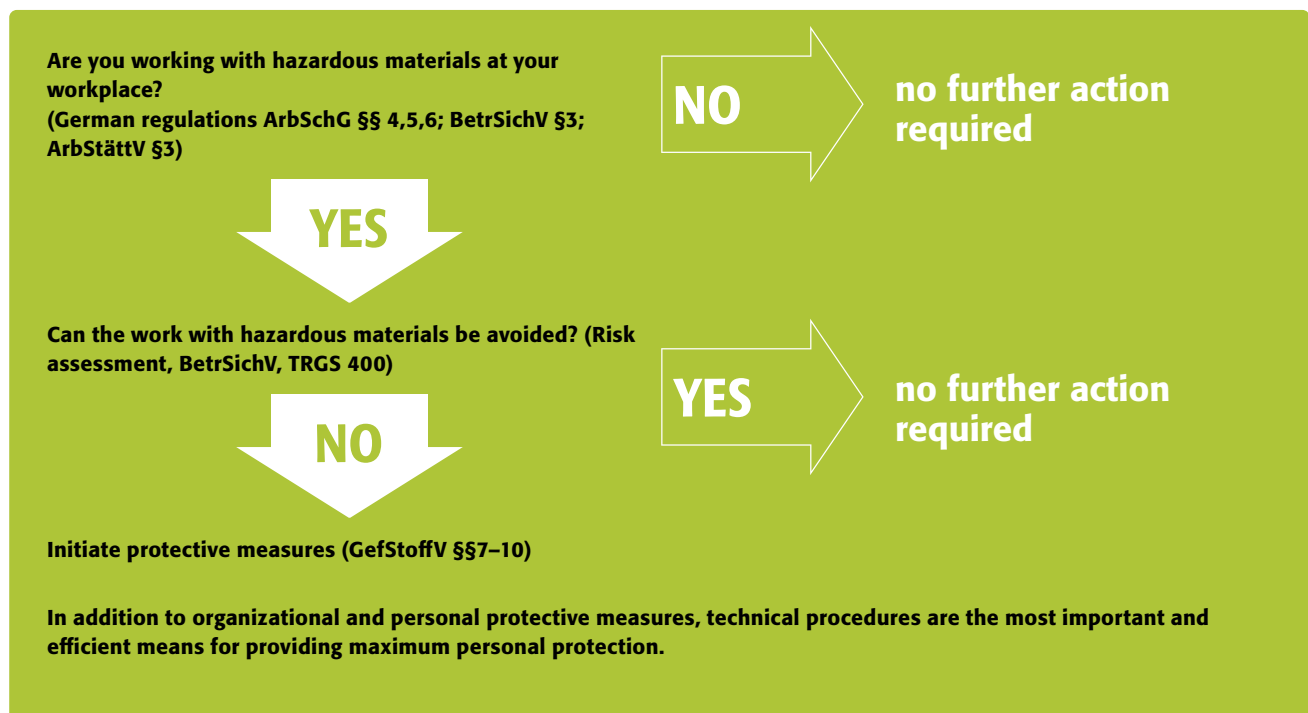 Are you working with hazardous materials at your
workplace?
(German regulations ArbSchG §§ 4,5,6; BetrSichV §3;
ArbStättV §3)
NO
no further action
required
YES
Can the work with hazardous materials be avoided? (Risk
assessment, BetrSichV, TRGS 400)
YES
no further action
required
NO
Initiate protective measures (GefStoffV §§7–10)
In addition to organizational and personal protective measures, technical procedures are the most important and
efficient means for providing maximum personal protection.